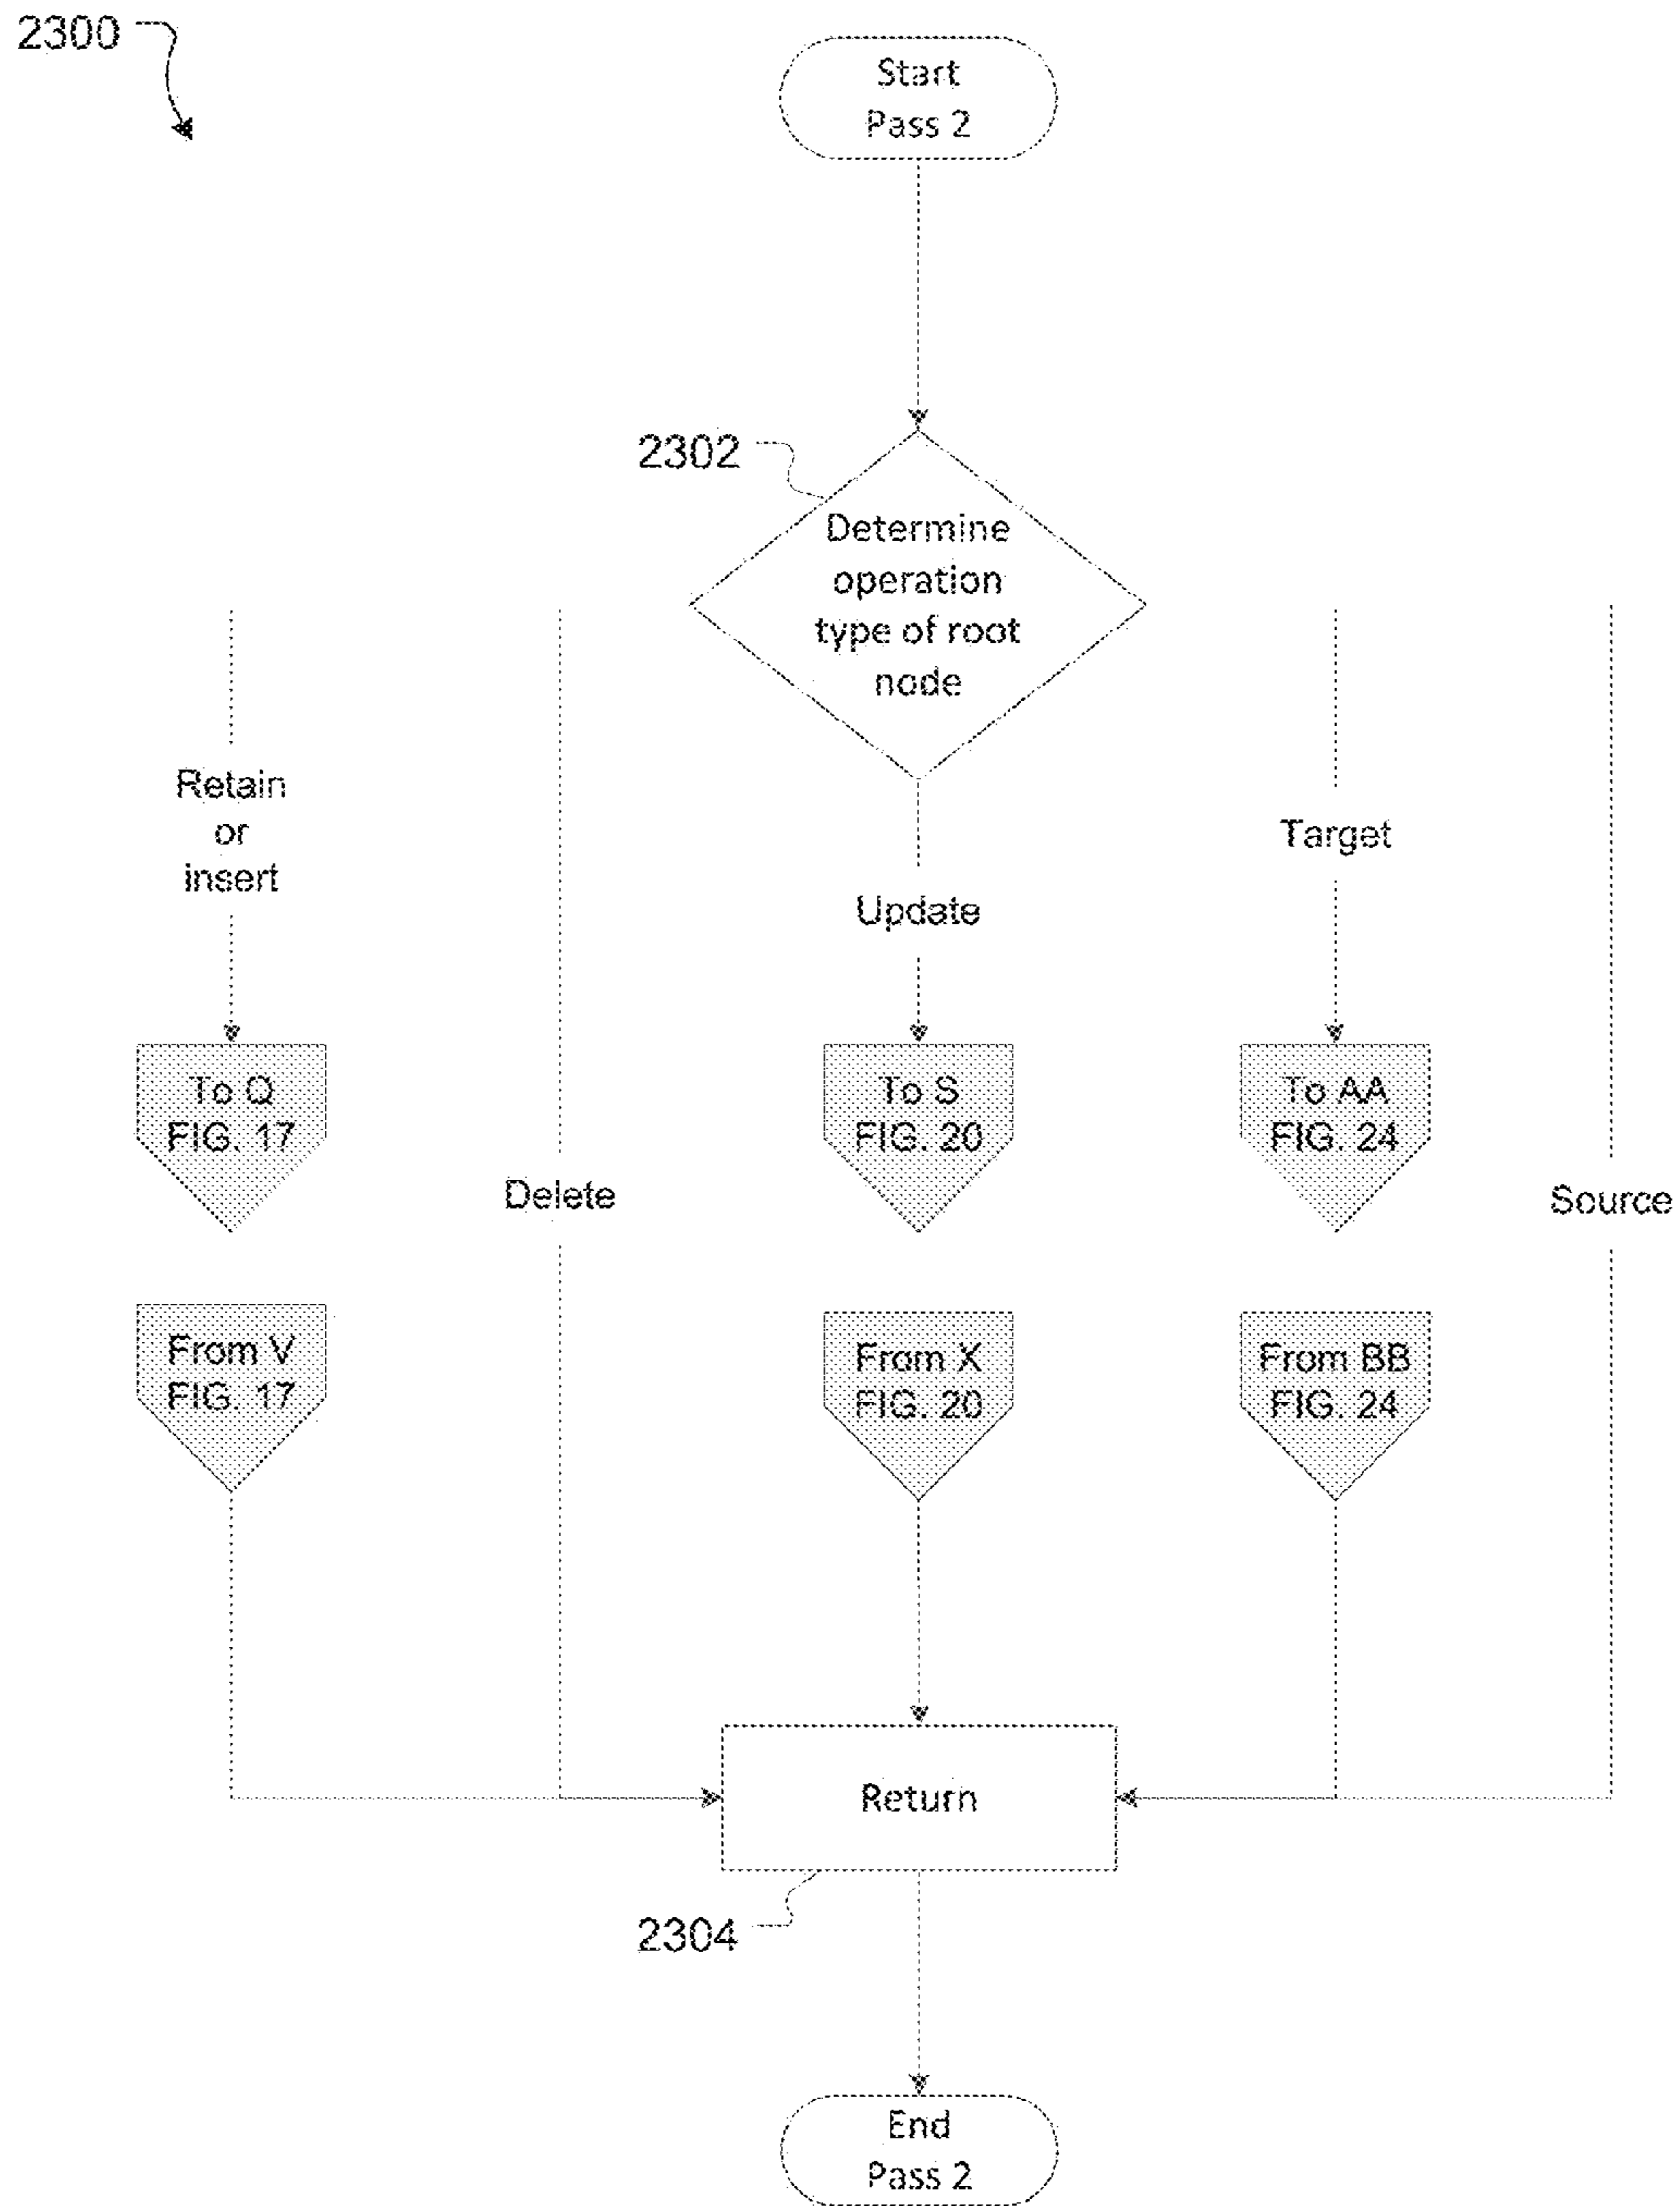 2300
Start
Pass 2
2302
Determine
operation
type of root
node
Retain
or
insert
Delete
Update
Target
Source
To Q
FIG. 17
To S
FIG. 20
To AA
FIG. 24
From V
FIG. 17
From X
FIG. 20
From BB
FIG. 24
Return
2304
End
Pass 2